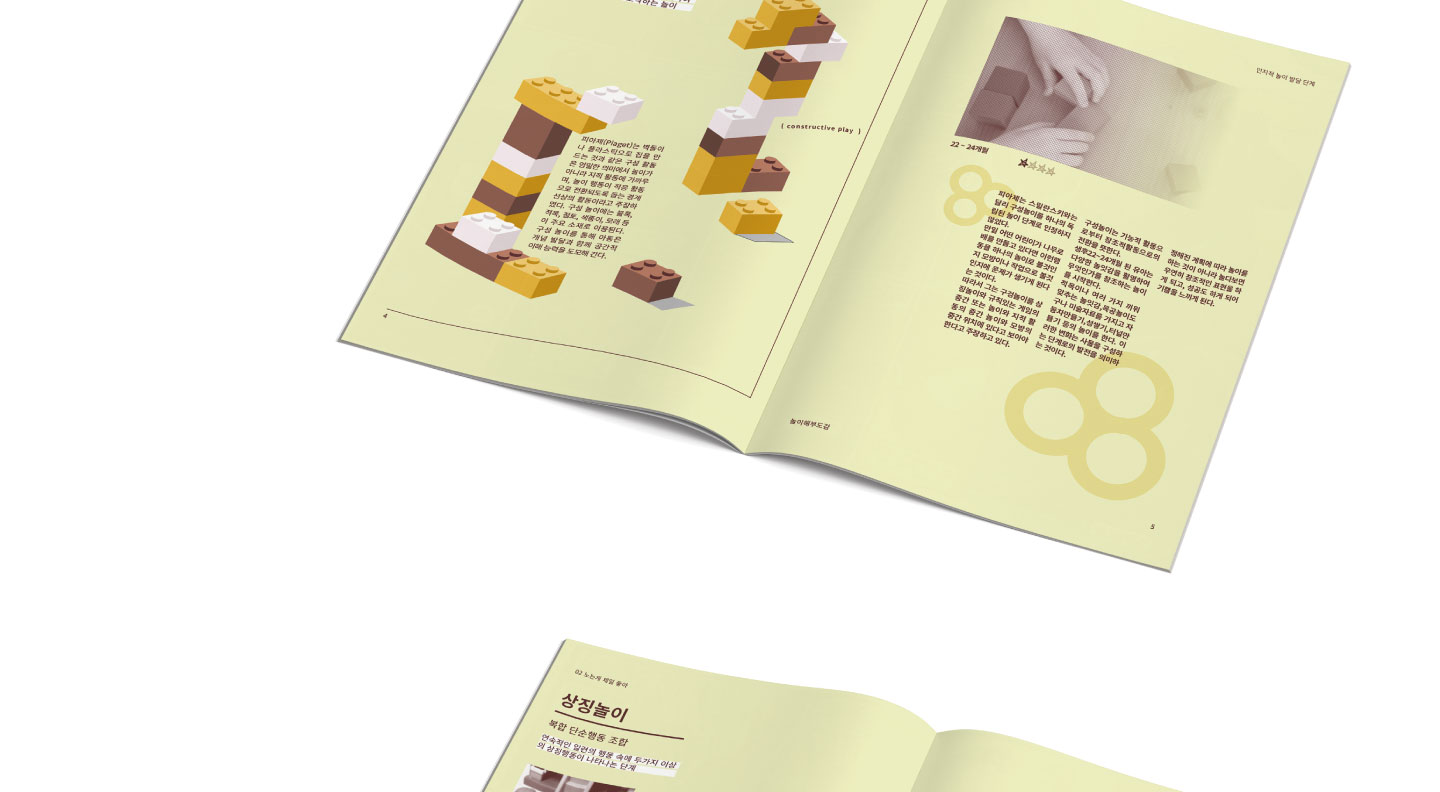 하는 놀이
( constructive play )
피아제(Piaget)는 벽돌이
나 플라스틱으로 집을 만
드는 것과 같은 구성 활동
은 엄밀한 의미에서 놀이가
아니라 지적 활동에 가까우
며, 놀이 행동이 적응 활동
으로 전환되도록 돕는 경계
선상의 활동이라고 주장하
였다. 구성 놀이에는 블록,
퍼목, 점토, 색종이, 모래 등
이 주요 소재로 이용된다.
구성 놀이를 통해 아동은
개념 발달과 함께 공간적
이해 능력을 도모해 간다.
4
인지적 놀이 발달 단계
22 ~ 24개월
피아제는 스밀란스키와는
달리 구성놀이를 하나의 독
립된 놀이 단계로 인정하지
않았다.
만일 어떤 어린이가 나무로
배를 만들고 있다면 이런행
동을 하나의 놀이로 볼것인
지 모방이나 작업으로 볼것
인지에 문제가 생기게 된다
는 것이다.
따라서 그는 구검놀이를 상
징놀이와 규칙있는 게임의
중간 또는 놀이와 지적 활
동의 중간 놀이와 모방의
중간 위치에 있다고 보아야
한다고 주장하고 있다.
구성놀이는 기능적 활동으
로부터 창조적활동으로의
전환을 뜻한다.
생후22~24개월 된 유아는
다양한 놀잇감을 활명하여
무엇인가를 창조하는 놀이
를 시작한다.
적목이나 여러 가지 끼워
맞추는 놀잇감,목공놀이도
구나 미술자료를 가지고 자
동차만들기,성쌓기,터널만
들기 등의 놀이를 한다. 이
러한 변화는 사물을 구성하
는 단계로의 발전을 의미하
는 것이다.
정해진 계획에 따라 놀이를
하는 것이 아니라 놀다보면
우연히 창조적인 표현을 하
게 되고, 성공도 하게 되어
기쁨을 느끼게 된다.
놀이해부도감
5
02 노는게 제일 좋아
상징놀이
복합 단순행동 조합
연속적인 일련의 행운 속에 두가지 이상
의 상징행동이 나타나는 단계